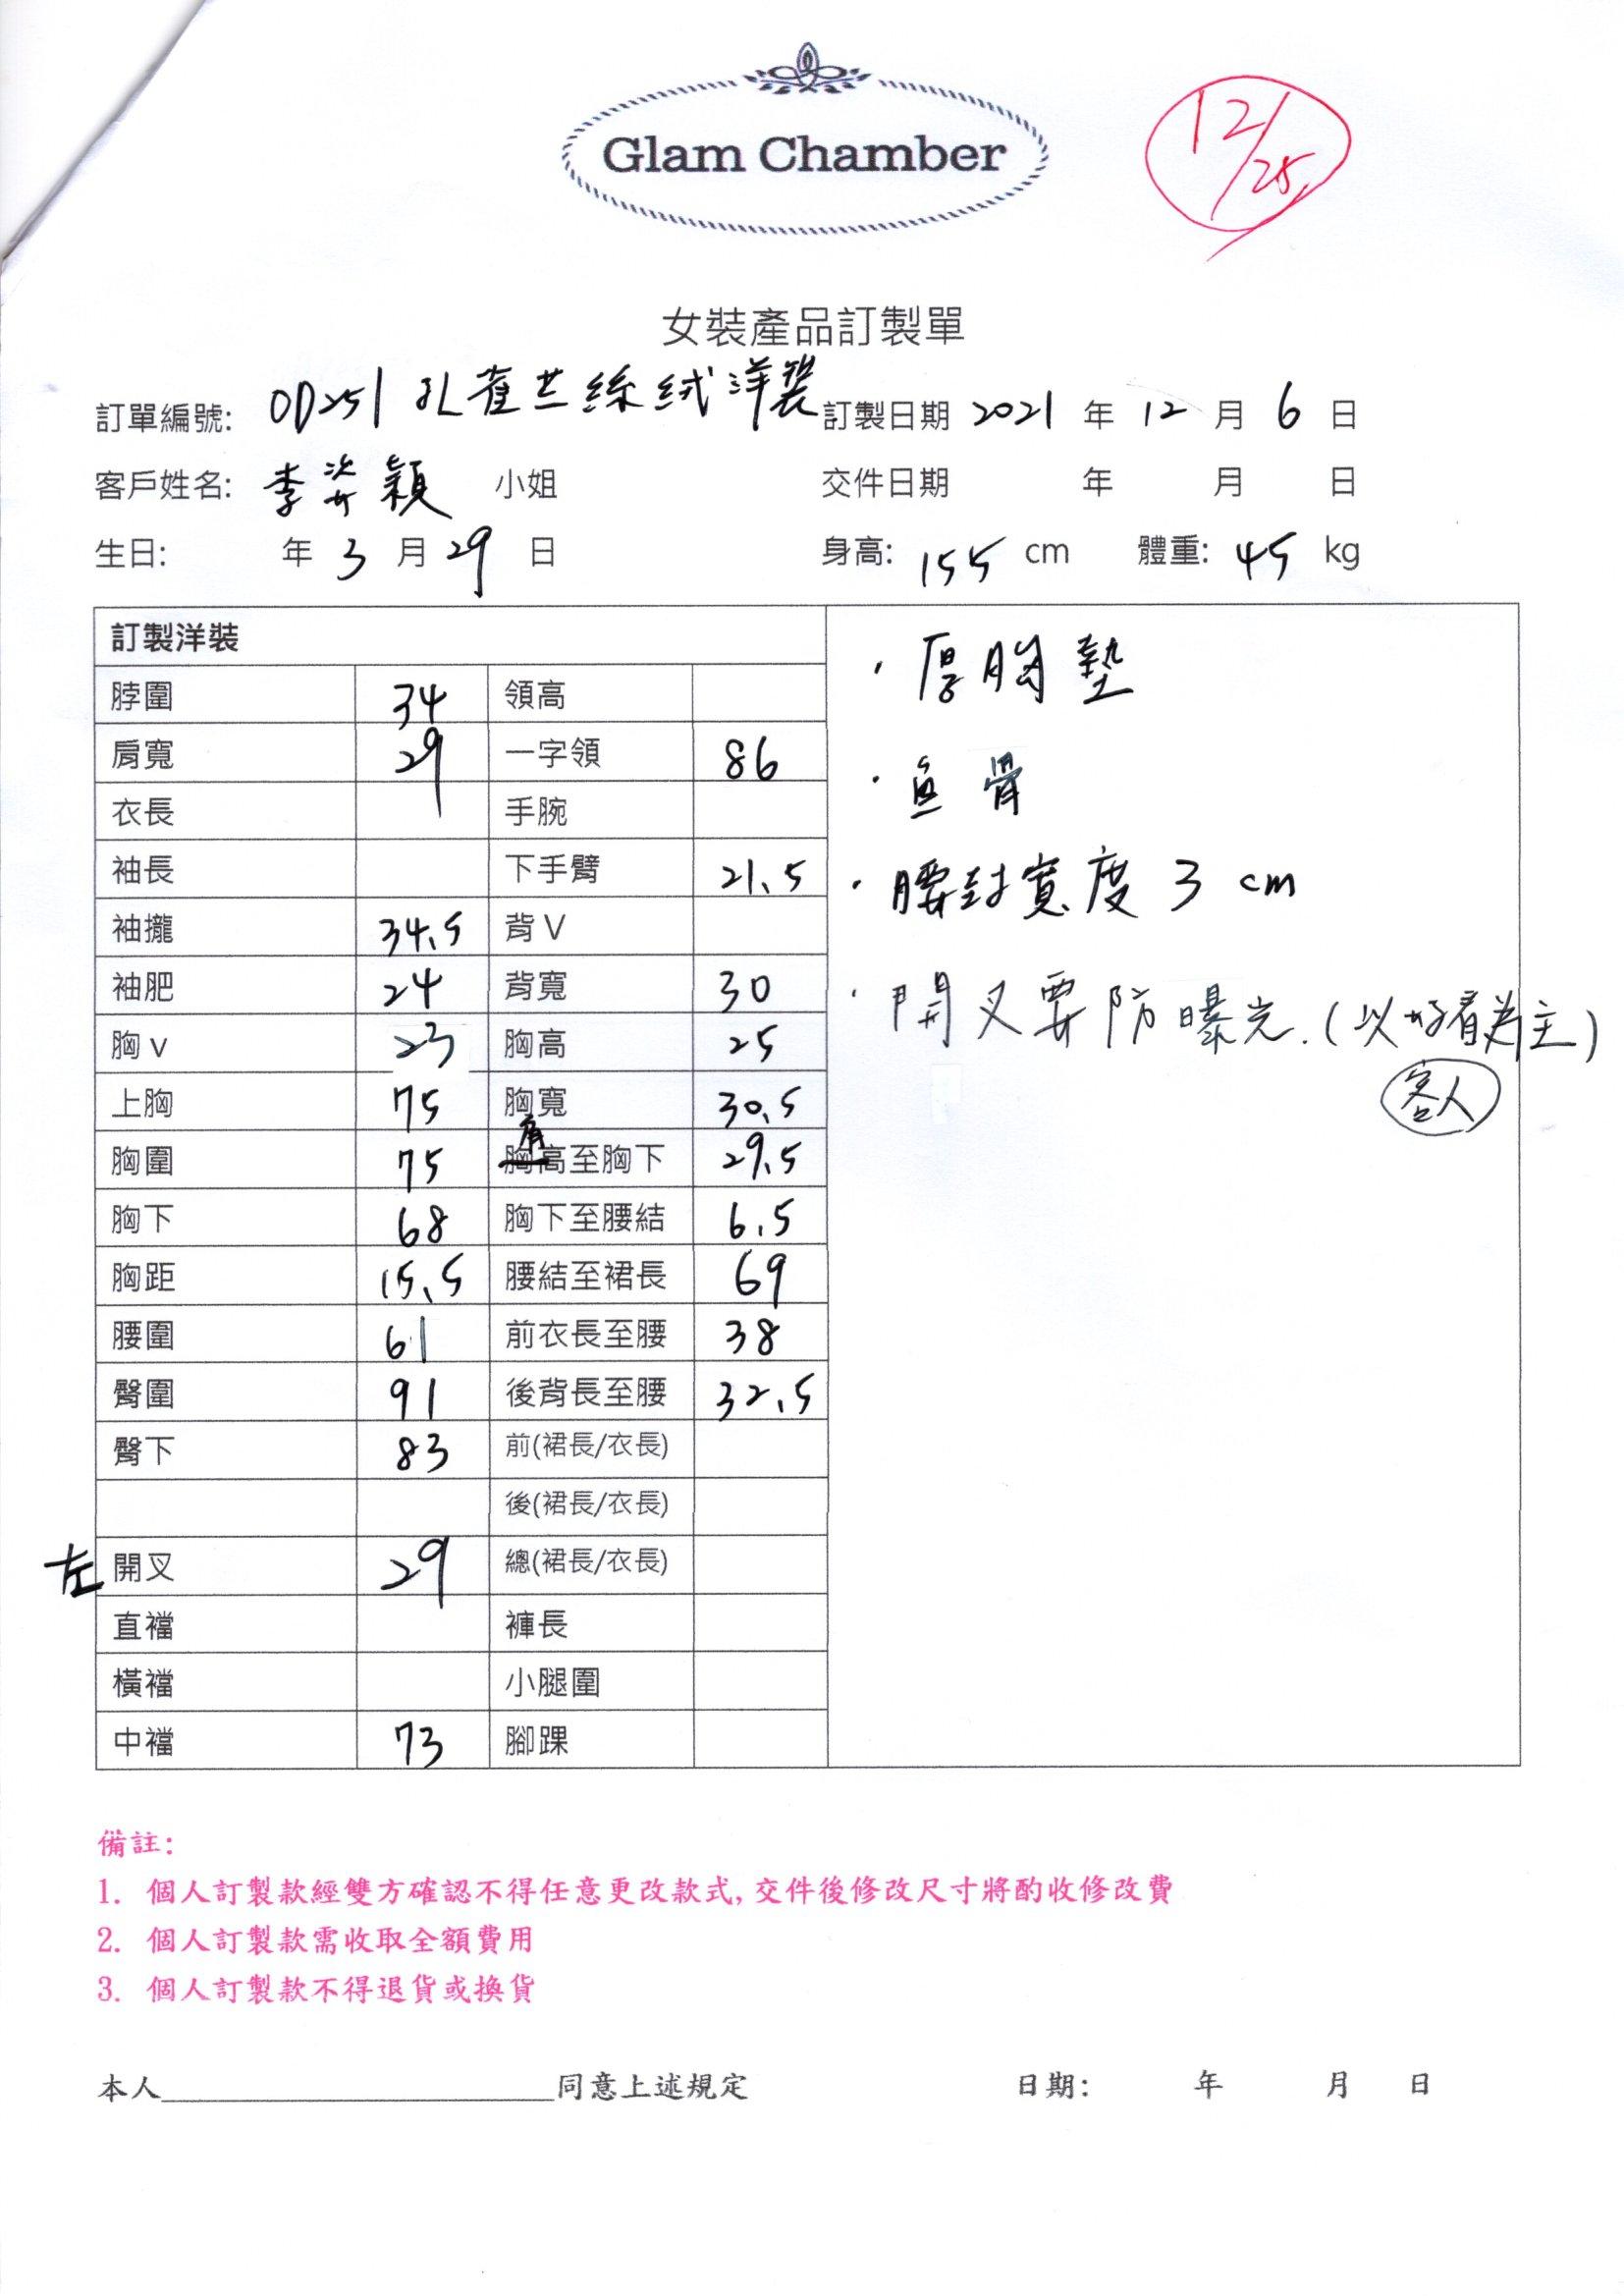 Glam Chamber
12/25
女裝產品訂製單
訂單編號: OD251 孔雀兰絲絨洋裝 訂製日期 2021 年 12 月 6 日
客戶姓名: 李姿穎 小姐 交件日期 年 月 日
生日: 年 3 月 29 日 身高: 155 cm 體重: 45 kg
訂製洋裝
脖圍 34 領高
肩寬 29 一字領 86
衣長 手腕
袖長 下手臂 21.5
袖攏 34.5 背V
袖肥 24 背寬 30
胸v 23 胸高 25
上胸 75 胸寬 30.5
胸圍 75 肩 胸高至胸下 29.5
胸下 68 胸下至腰結 6.5
胸距 15.5 腰結至裙長 69
腰圍 61 前衣長至腰 38
臀圍 91 後背長至腰 32.5
臀下 83 前(裙長/衣長)
後(裙長/衣長)
左 開叉 29 總(裙長/衣長)
直襠 褲長
橫襠 小腿圍
中襠 73 腳踝
· 厚胸墊
· 魚骨
· 腰封寬度 3 cm
· 開叉要防曝光.(以好看為主)
客人
備註:
1. 個人訂製款經雙方確認不得任意更改款式, 交件後修改尺寸將酌收修改費
2. 個人訂製款需收取全額費用
3. 個人訂製款不得退貨或換貨
本人____________________同意上述規定 日期: 年 月 日